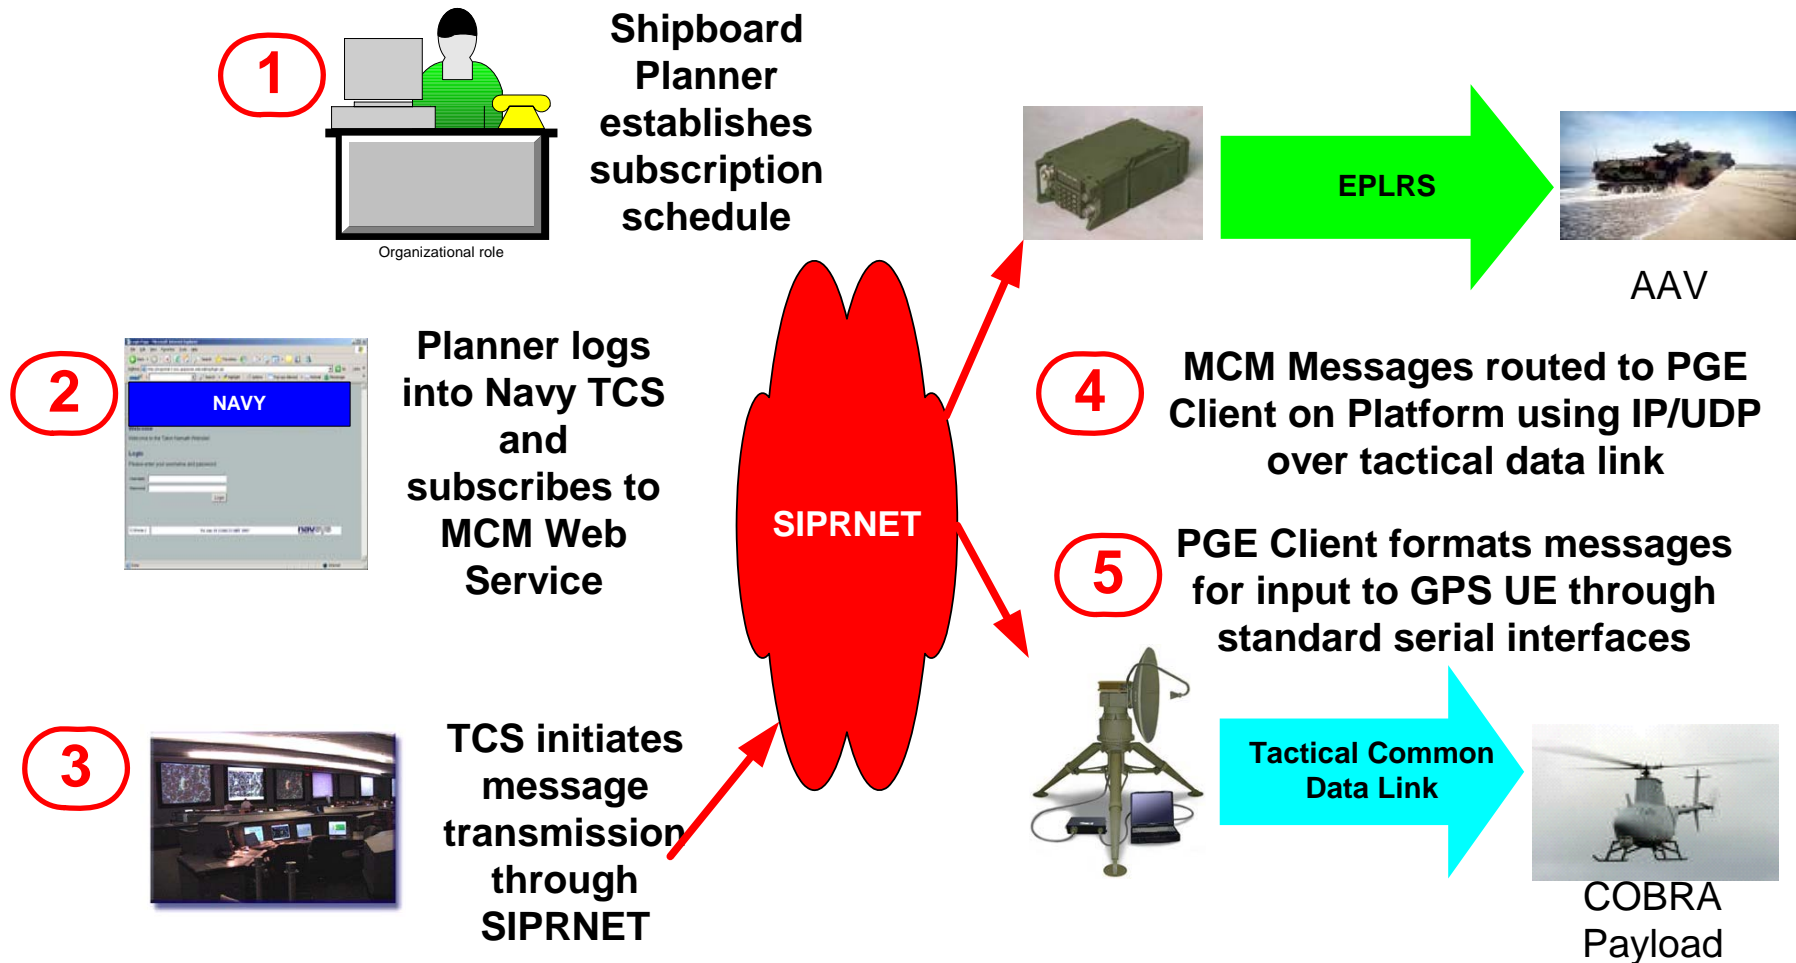 1
Shipboard
Planner
establishes
subscription
schedule
Organizational role
2
NAVY
Login
Planner logs
into Navy TCS
and
subscribes to
MCM Web
Service
3
TCS initiates
message
transmission
through
SIPRNET
SIPRNET
EPLRS
AAV
4
MCM Messages routed to PGE
Client on Platform using IP/UDP
over tactical data link
5
PGE Client formats messages
for input to GPS UE through
standard serial interfaces
Tactical Common
Data Link
COBRA
Payload